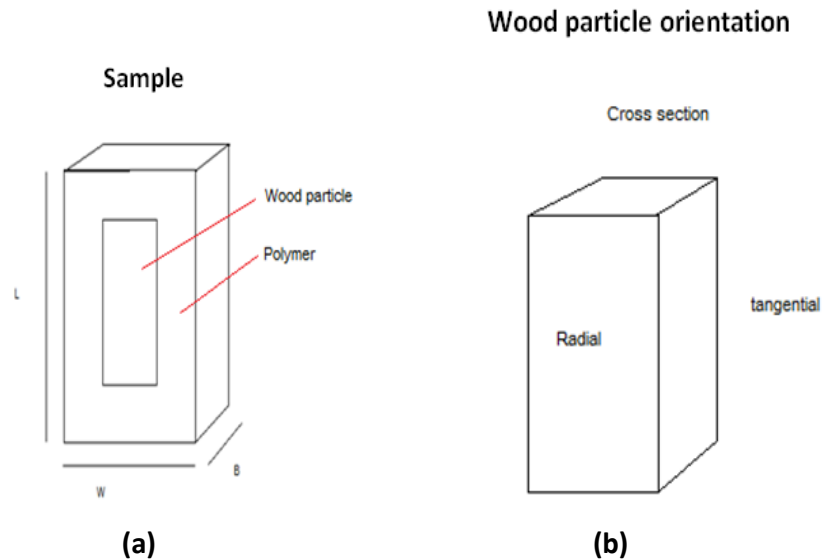 Wood particle orientation
Sample
Cross section
Wood particle
Polymer
L
tangential
Radial
B
W
(a)
(b)